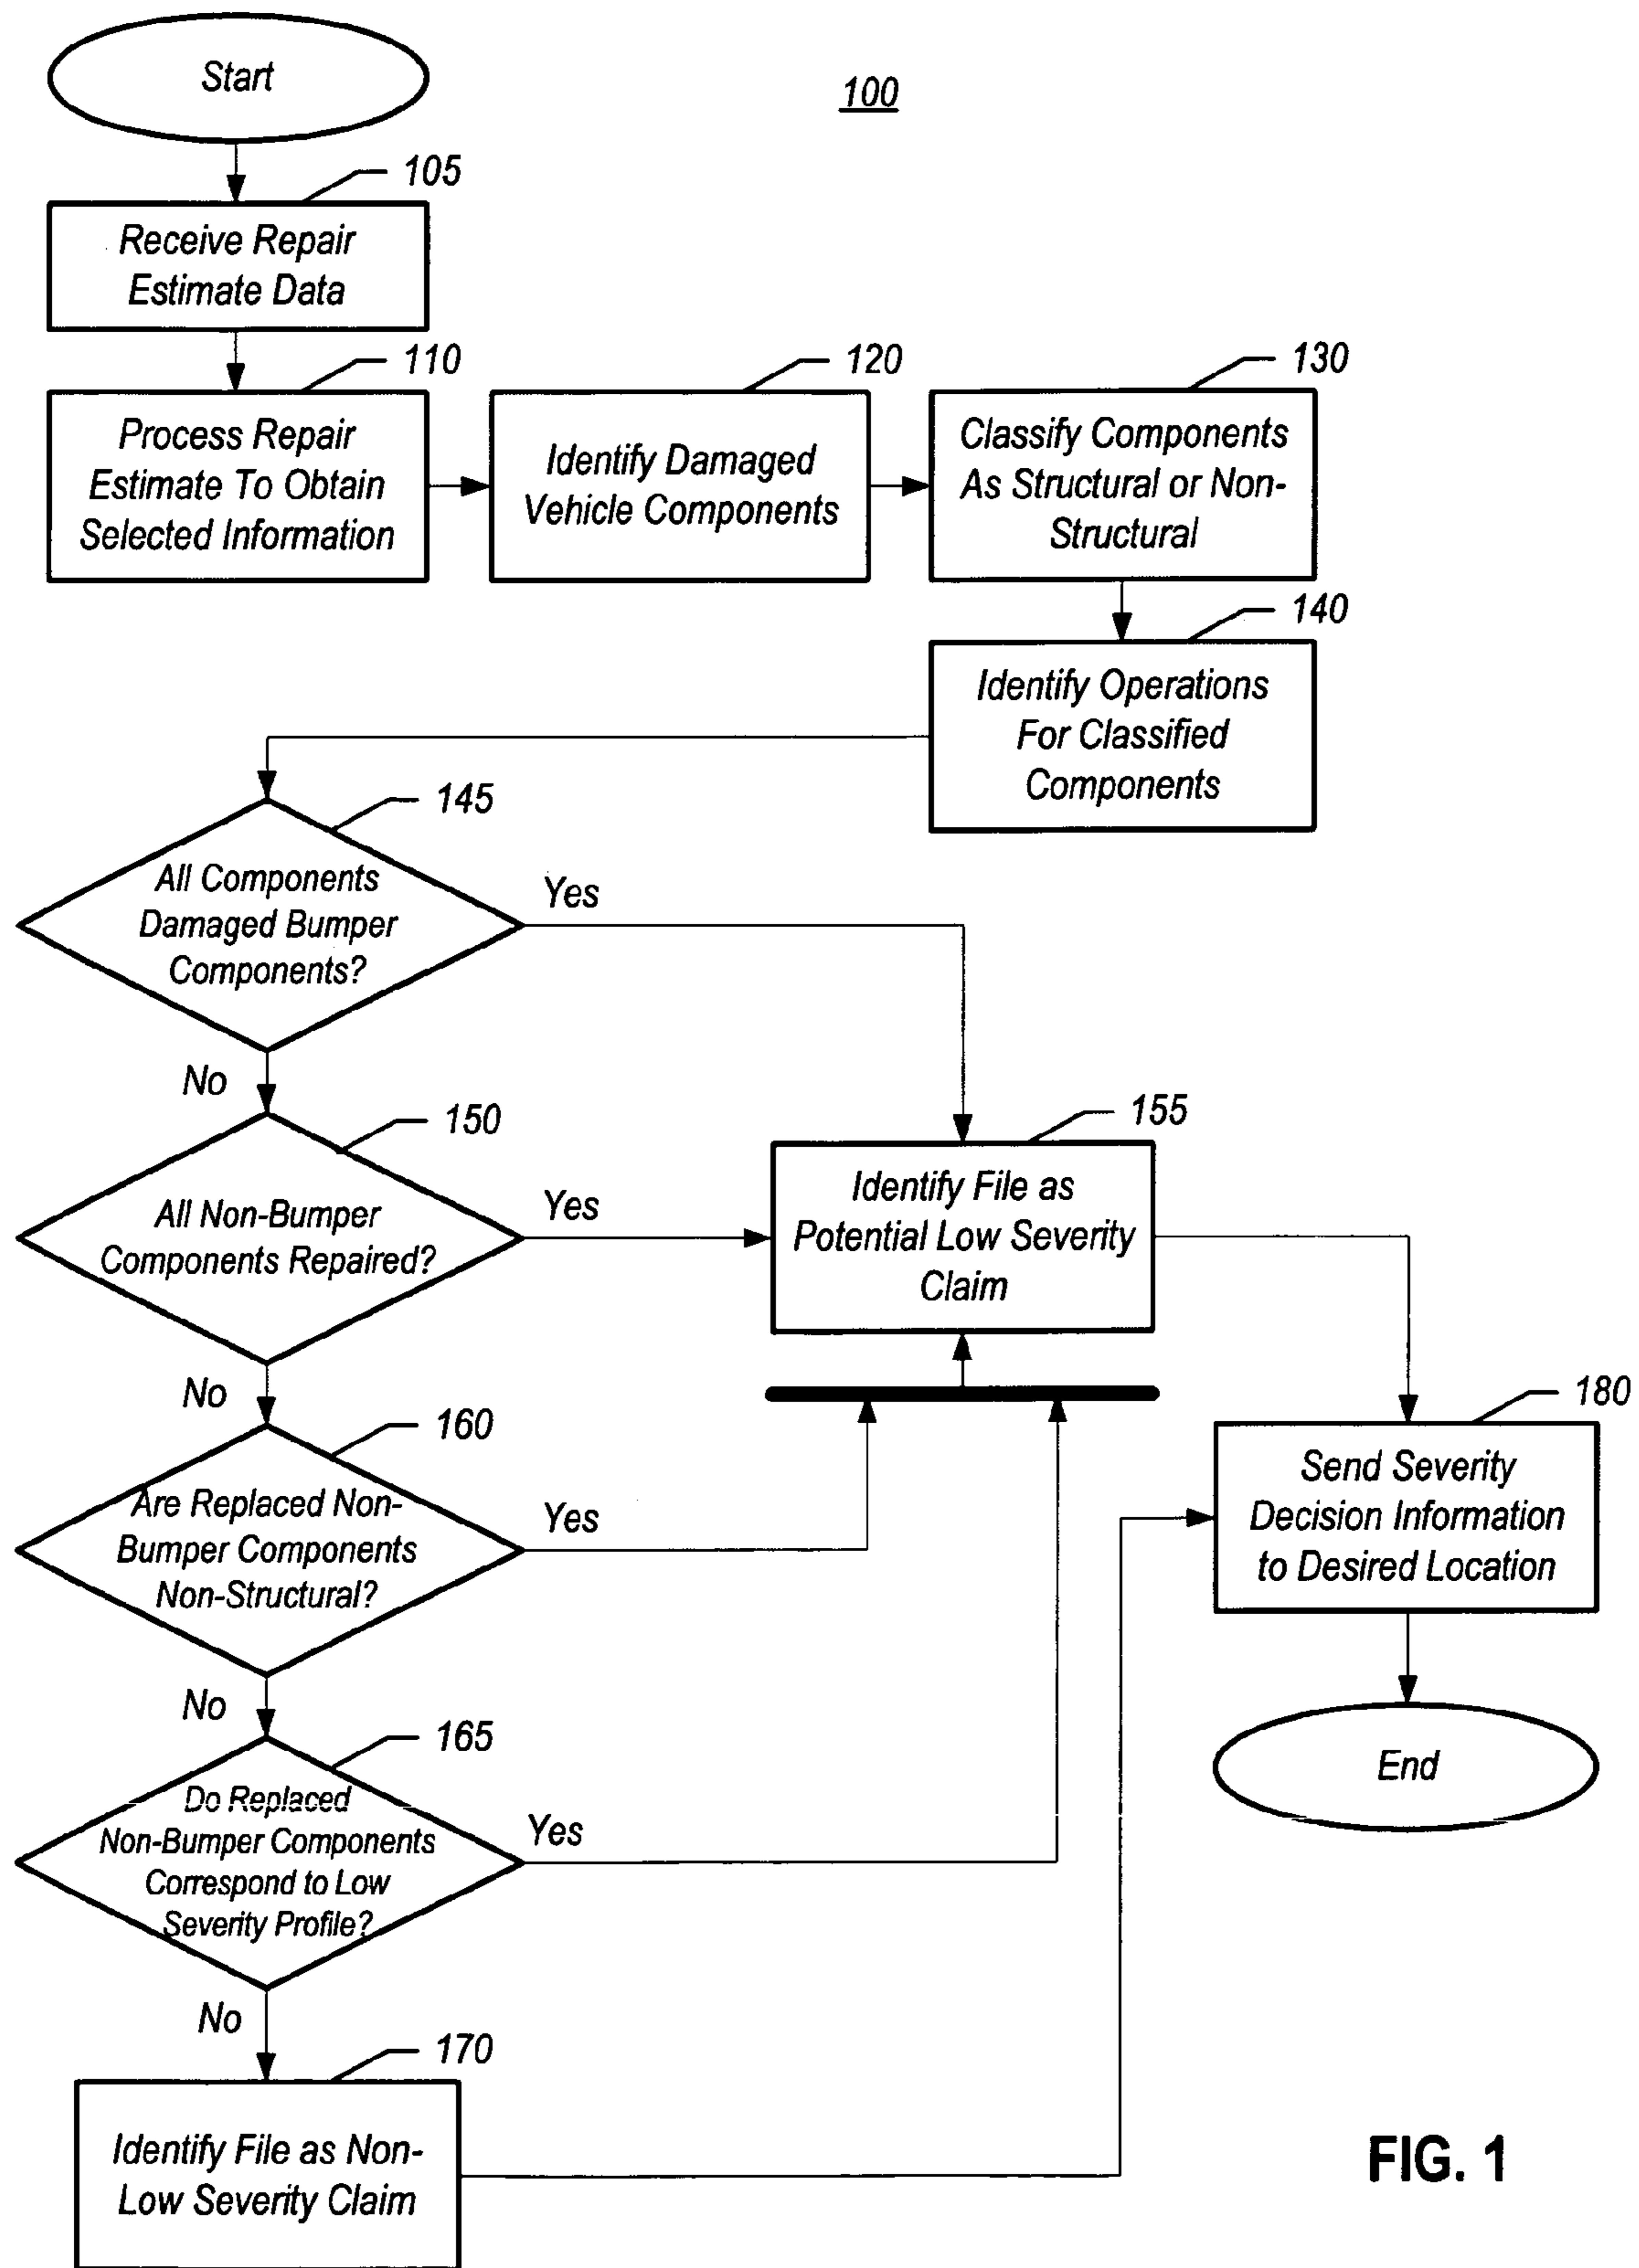 Start
100
105
Receive Repair
Estimate Data
110
Process Repair
Estimate To Obtain
Selected Information
120
Identify Damaged
Vehicle Components
130
Classify Components
As Structural or Non-
Structural
140
Identify Operations
For Classified
Components
145
All Components
Damaged Bumper
Components?
Yes
No
150
All Non-Bumper
Components Repaired?
Yes
No
155
Identify File as
Potential Low Severity
Claim
160
Are Replaced Non-
Bumper Components
Non-Structural?
Yes
No
165
Do Replaced
Non-Bumper Components
Correspond to Low
Severity Profile?
Yes
No
170
Identify File as Non-
Low Severity Claim
180
Send Severity
Decision Information
to Desired Location
End
FIG. 1